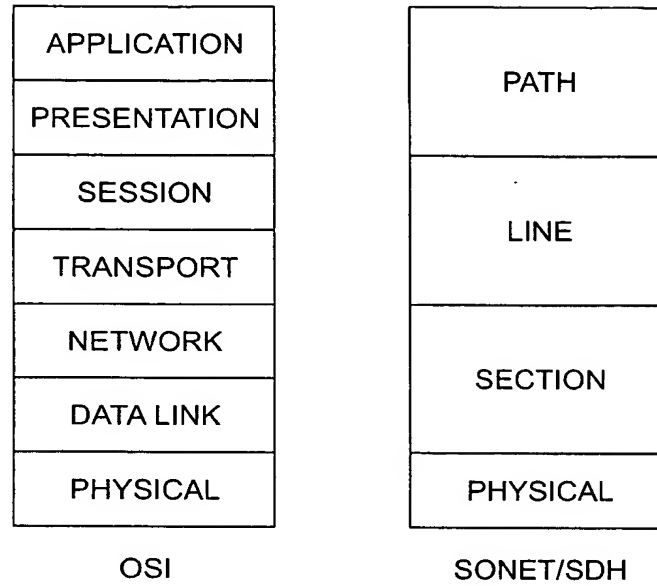 APPLICATION
PRESENTATION
SESSION
TRANSPORT
NETWORK
DATA LINK
PHYSICAL
OSI
PATH
LINE
SECTION
PHYSICAL
SONET/SDH